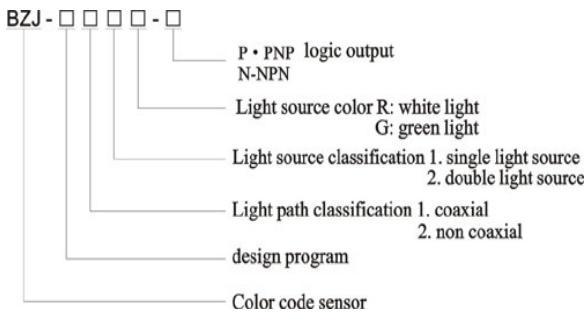 BZJ-□□□□-□
P·PNP logic output
N-NPN
Light source color R: white light
G: green light
Light source classification 1. single light source
2. double light source
Light path classification 1. coaxial
2. non coaxial
design program
Color code sensor